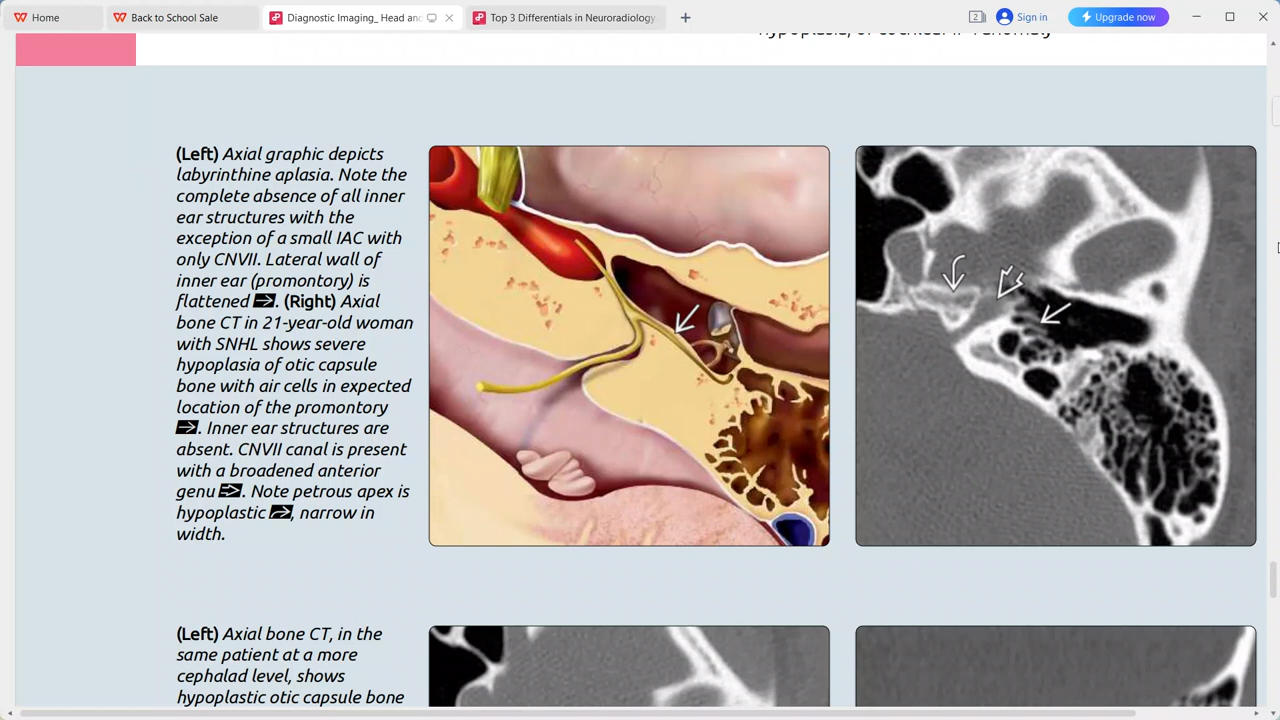 Home
Back to School Sale
Diagnostic Imaging_ Head and
Top 3 Differentials in Neuroradiology
2
Sign in
Upgrade now
hypoplasia, or cochlear IP anomaly
(Left) Axial graphic depicts
labyrinthine aplasia. Note the
complete absence of all inner
ear structures with the
exception of a small IAC with
only CNVII. Lateral wall of
inner ear (promontory) is
flattened. (Right) Axial
bone CT in 21-year-old woman
with SNHL shows severe
hypoplasia of otic capsule
bone with air cells in expected
location of the promontory
. Inner ear structures are
absent. CNVII canal is present
with a broadened anterior
genu. Note petrous apex is
hypoplastic, narrow in
width.
(Left) Axial bone CT, in the
same patient at a more
cephalad level, shows
hypoplastic otic capsule bone